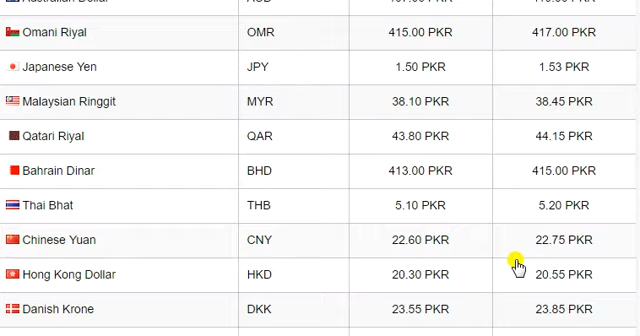 Omani Riyal OMR 415.00 PKR 417.00 PKR
Japanese Yen JPY 1.50 PKR 1.53 PKR
Malaysian Ringgit MYR 38.10 PKR 38.45 PKR
Qatari Riyal QAR 43.80 PKR 44.15 PKR
Bahrain Dinar BHD 413.00 PKR 415.00 PKR
Thai Bhat THB 5.10 PKR 5.20 PKR
Chinese Yuan CNY 22.60 PKR 22.75 PKR
Hong Kong Dollar HKD 20.30 PKR 20.55 PKR
Danish Krone DKK 23.55 PKR 23.85 PKR